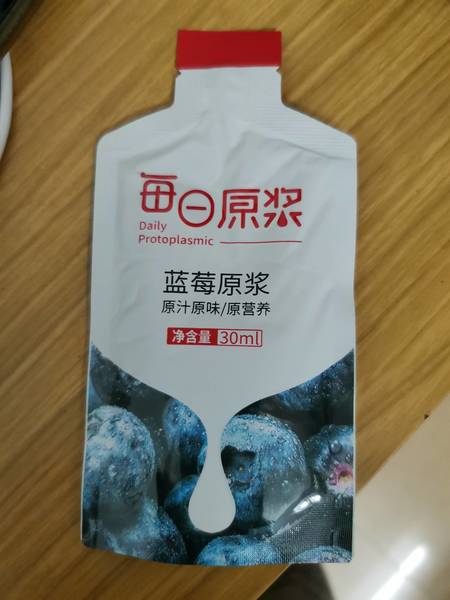 每日原浆
Daily
Protoplasmic
蓝莓原浆
原汁原味/原营养
净含量 30ml